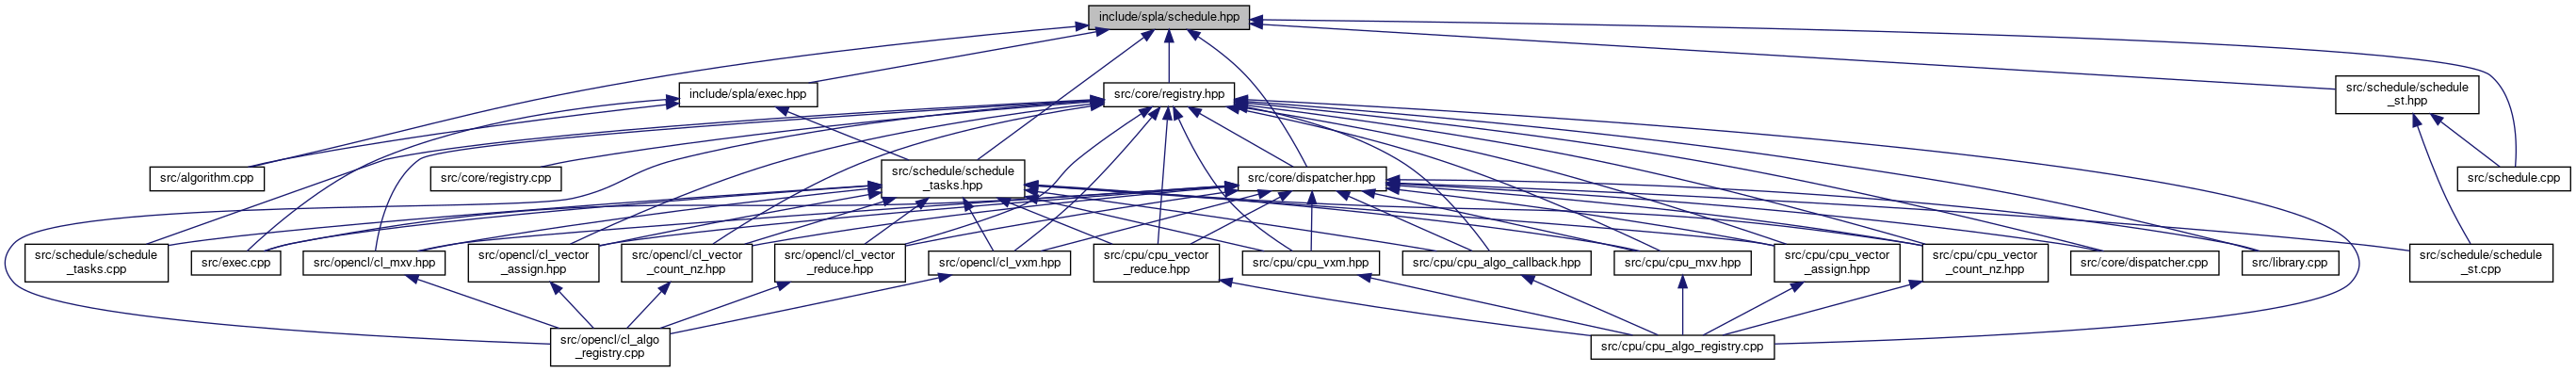 include/spla/schedule.hpp
include/spla/exec.hpp
src/core/registry.hpp
src/schedule/schedule
_st.hpp
src/algorithm.cpp
src/core/registry.cpp
src/schedule/schedule
_tasks.hpp
src/core/dispatcher.hpp
src/schedule.cpp
src/schedule/schedule
_tasks.cpp
src/exec.cpp
src/opencl/cl_mxv.hpp
src/opencl/cl_vector
_assign.hpp
src/opencl/cl_vector
_count_nz.hpp
src/opencl/cl_vector
_reduce.hpp
src/opencl/cl_vxm.hpp
src/cpu/cpu_vector
_reduce.hpp
src/cpu/cpu_vxm.hpp
src/cpu/cpu_algo_callback.hpp
src/cpu/cpu_mxv.hpp
src/cpu/cpu_vector
_assign.hpp
src/cpu/cpu_vector
_count_nz.hpp
src/core/dispatcher.cpp
src/library.cpp
src/schedule/schedule
_st.cpp
src/opencl/cl_algo
_registry.cpp
src/cpu/cpu_algo_registry.cpp